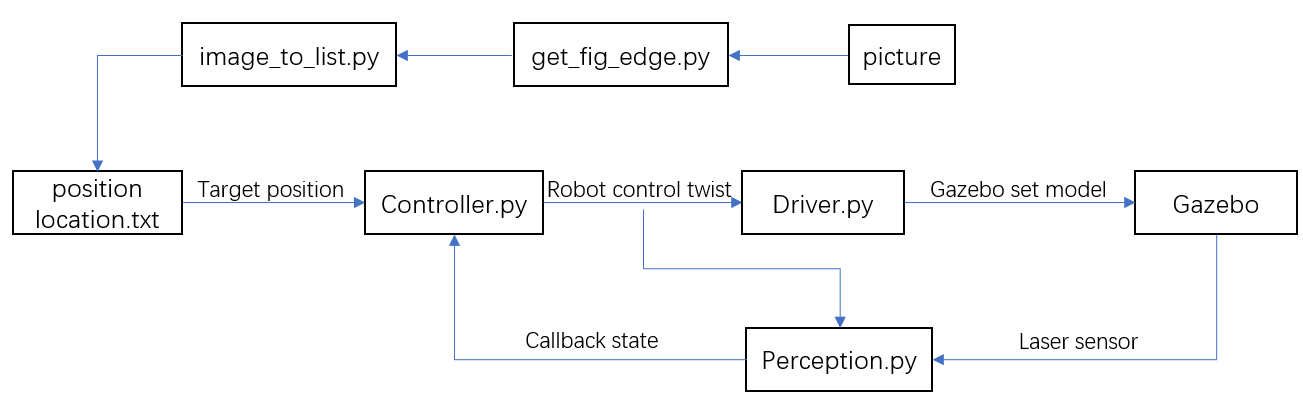 image_to_list.py
get_fig_edge.py
picture
position
location.txt
Target position
Controller.py
Robot control twist
Driver.py
Gazebo set model
Gazebo
Callback state
Perception.py
Laser sensor